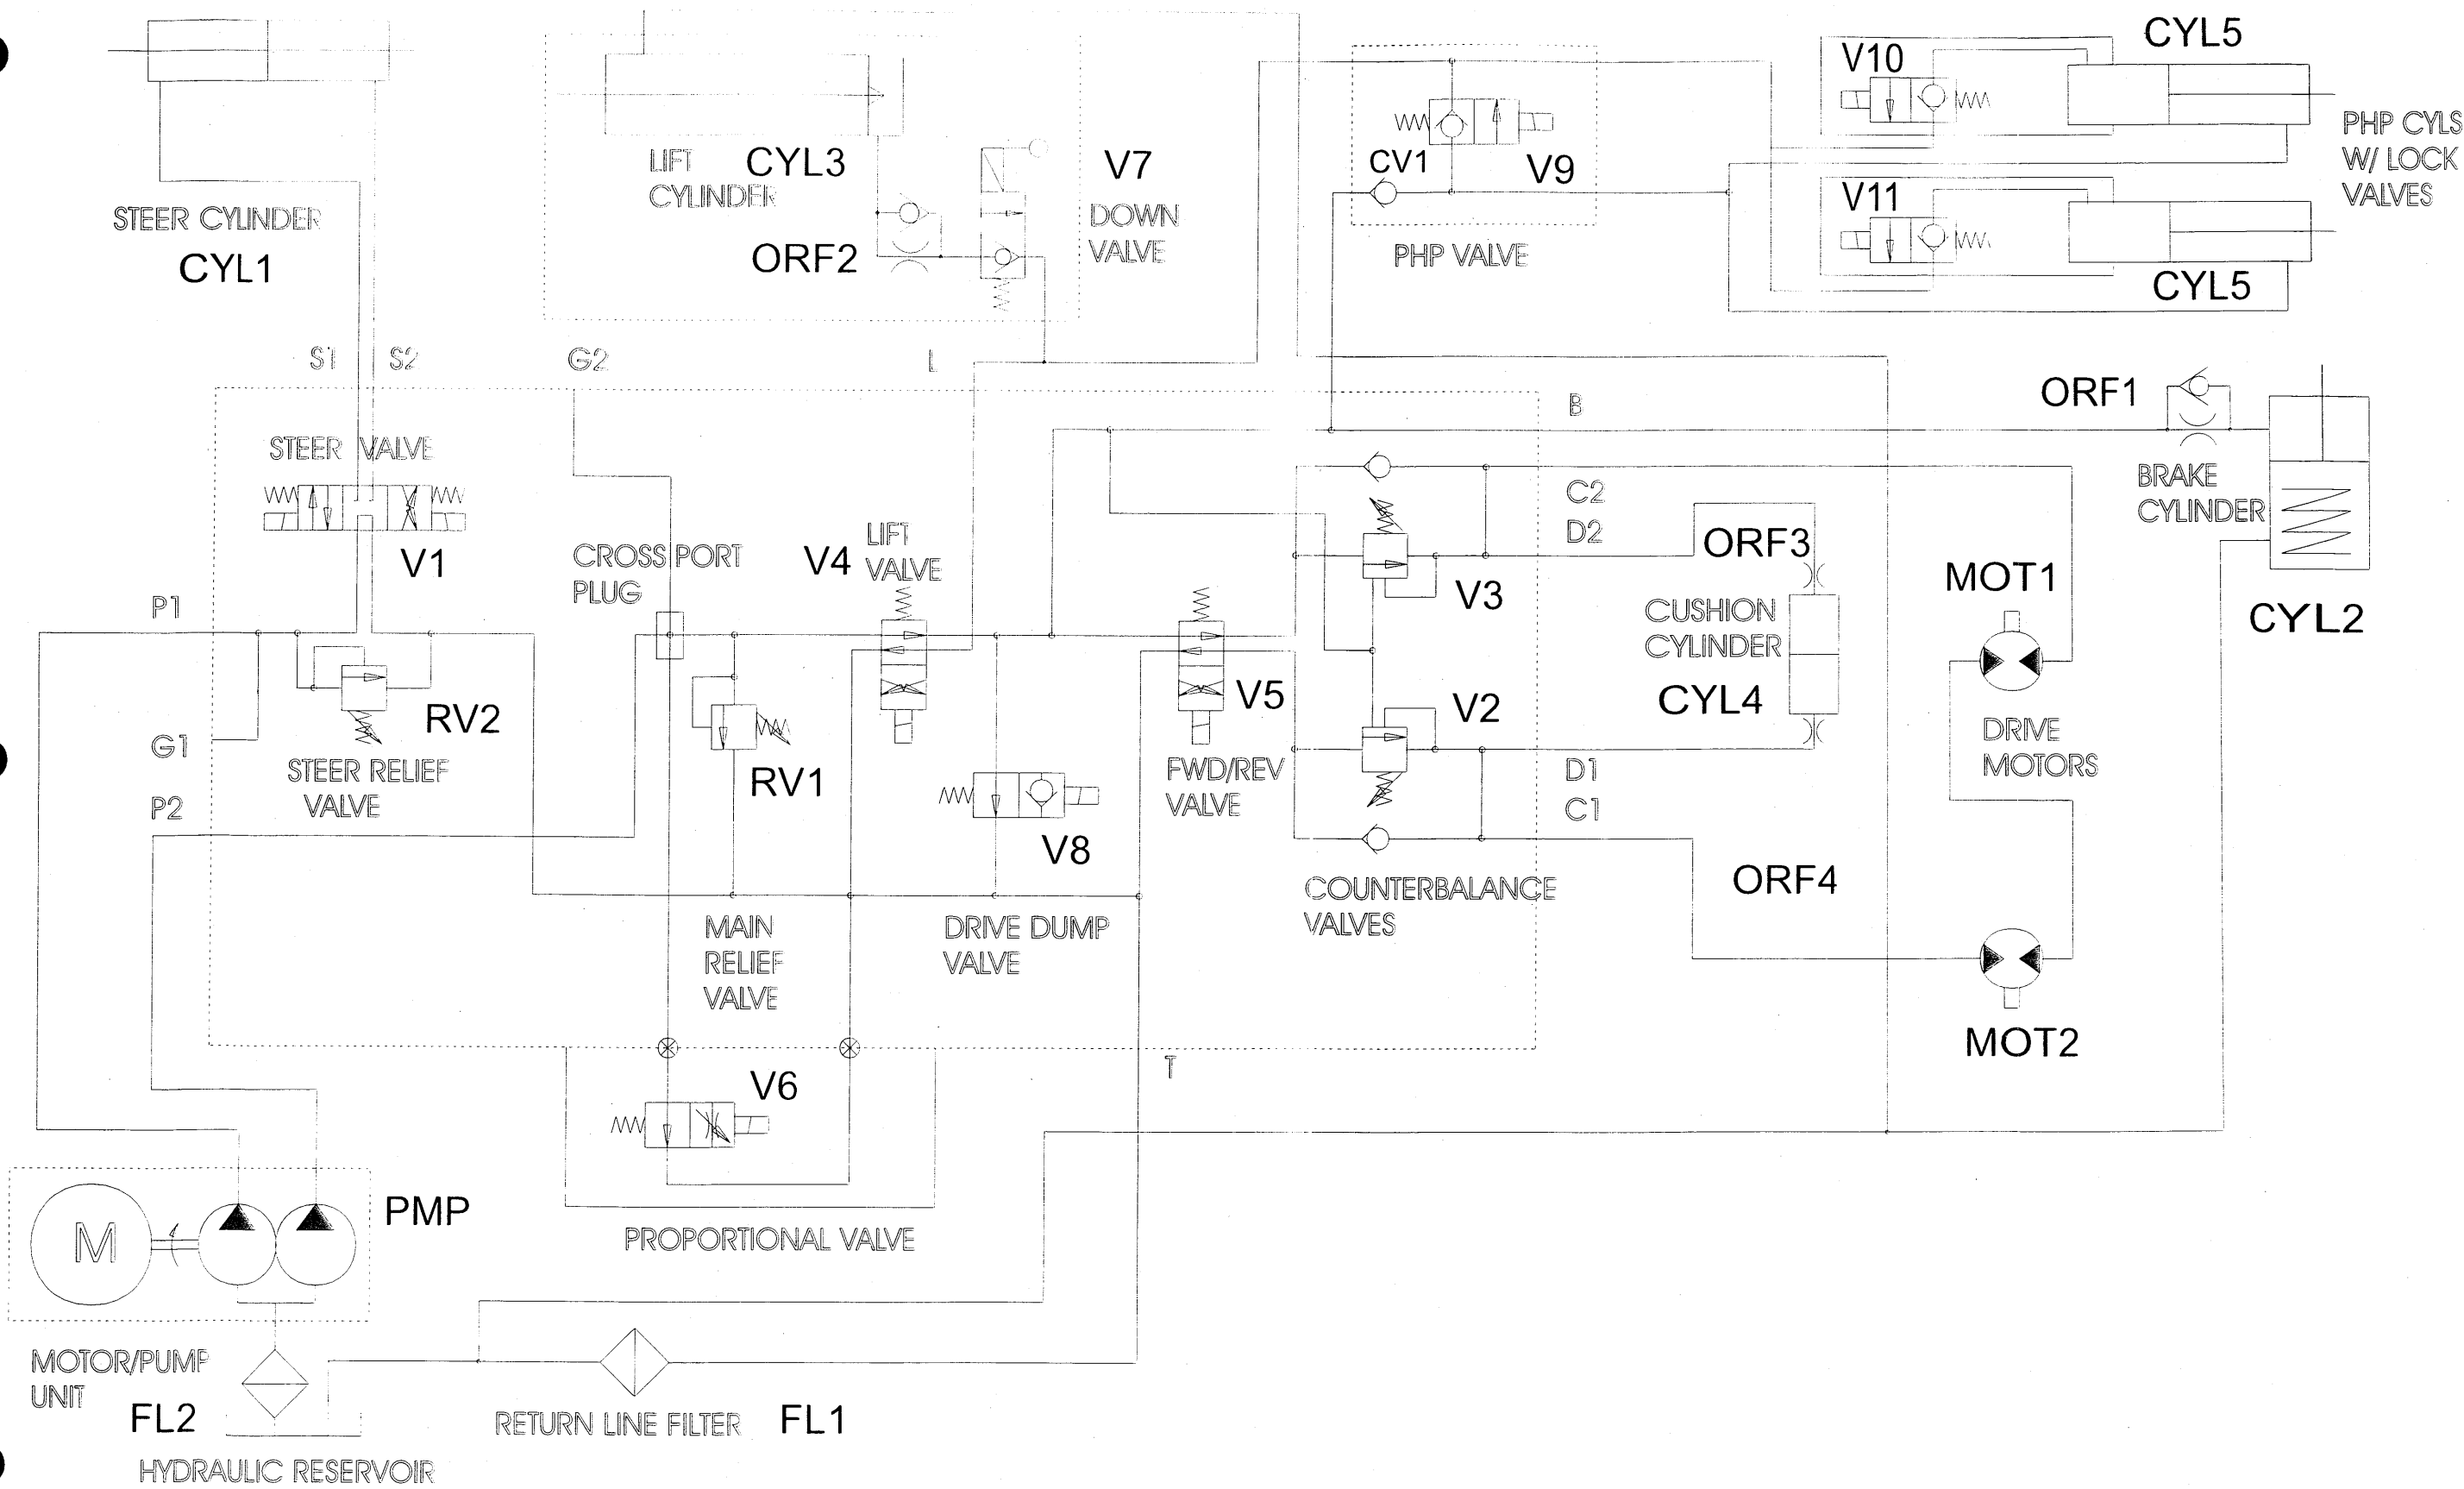 CYL5
V10
PHP CYLS
W/ LOCK
VALVES
LIFT
CYLINDER
CYL3
V7
DOWN
VALVE
CV1
V9
V11
STEER CYLINDER
CYL1
ORF2
PHP VALVE
CYL5
S1
S2
G2
L
B
ORF1
STEER VALVE
V1
BRAKE
CYLINDER
CYL2
C2
D2
ORF3
CROSS PORT
PLUG
V4
LIFT
VALVE
V3
CUSHION
CYLINDER
CYL4
MOT1
DRIVE
MOTORS
P1
G1
P2
RV2
STEER RELIEF
VALVE
RV1
V5
V2
FWD/REV
VALVE
D1
C1
V8
COUNTERBALANCE
VALVES
ORF4
MAIN
RELIEF
VALVE
DRIVE DUMP
VALVE
MOT2
T
V6
M
PMP
PROPORTIONAL VALVE
MOTOR/PUMP
UNIT
FL2
RETURN LINE FILTER
FL1
HYDRAULIC RESERVOIR